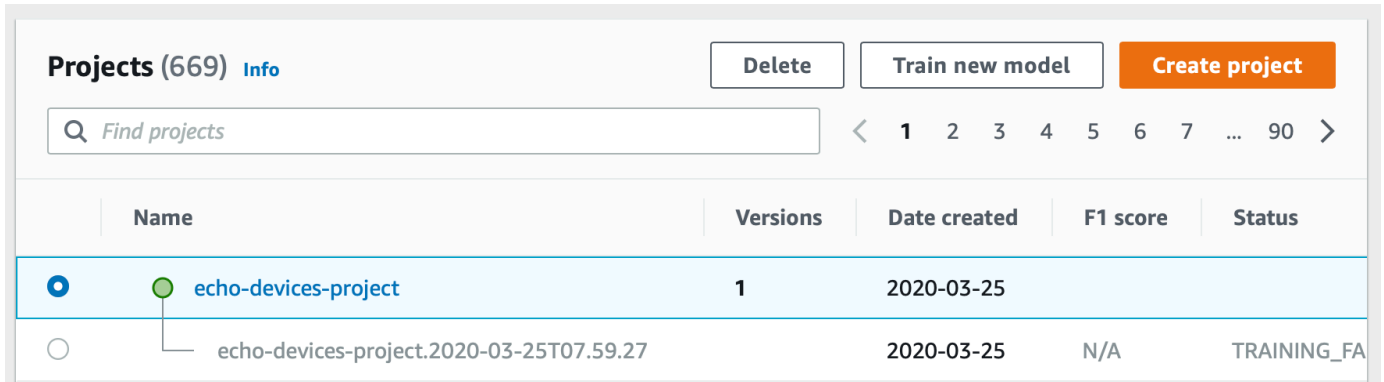 Projects (669) Info Delete Train new model Create project
Find projects 1 2 3 4 5 6 7 ... 90
Name Versions Date created F1 score Status
echo-devices-project 1 2020-03-25
echo-devices-project.2020-03-25T07.59.27 2020-03-25 N/A TRAINING_FA